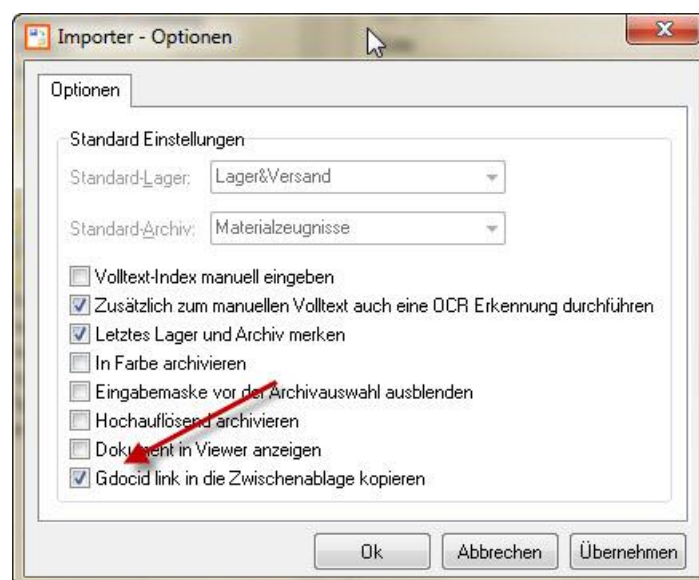 Importer - Optionen
Optionen
Standard Einstellungen
Standard-Lager: Lager&Versand
Standard-Archiv: Materialzeugnisse
Volltext-Index manuell eingeben
Zusätzlich zum manuellen Volltext auch eine OCR Erkennung durchführen
Letztes Lager und Archiv merken
In Farbe archivieren
Eingabemaske vor der Archivauswahl ausblenden
Hochauflösend archivieren
Dokument in Viewer anzeigen
Gdocid link in die Zwischenablage kopieren
Ok Abbrechen Übernehmen